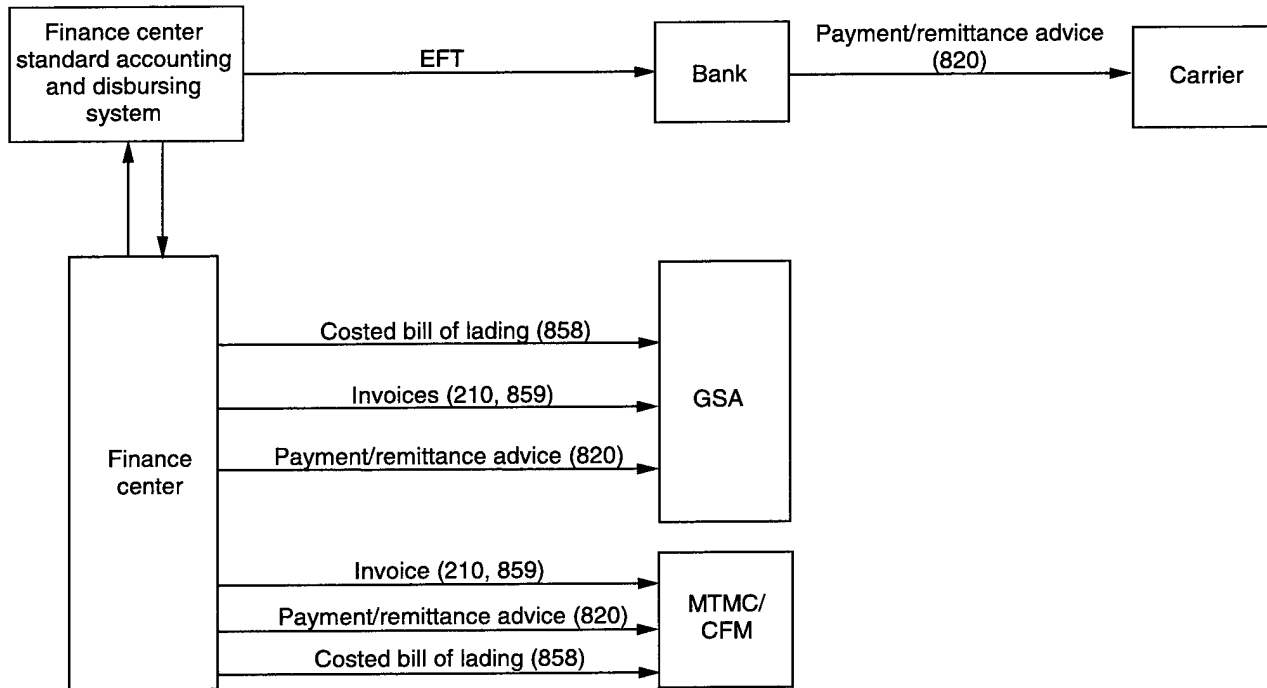 Finance center
standard accounting
and disbursing
system
EFT
Bank
Payment/remittance advice
(820)
Carrier
Finance
center
Costed bill of lading (858)
Invoices (210, 859)
Payment/remittance advice (820)
GSA
Invoice (210, 859)
Payment/remittance advice (820)
Costed bill of lading (858)
MTMC/
CFM